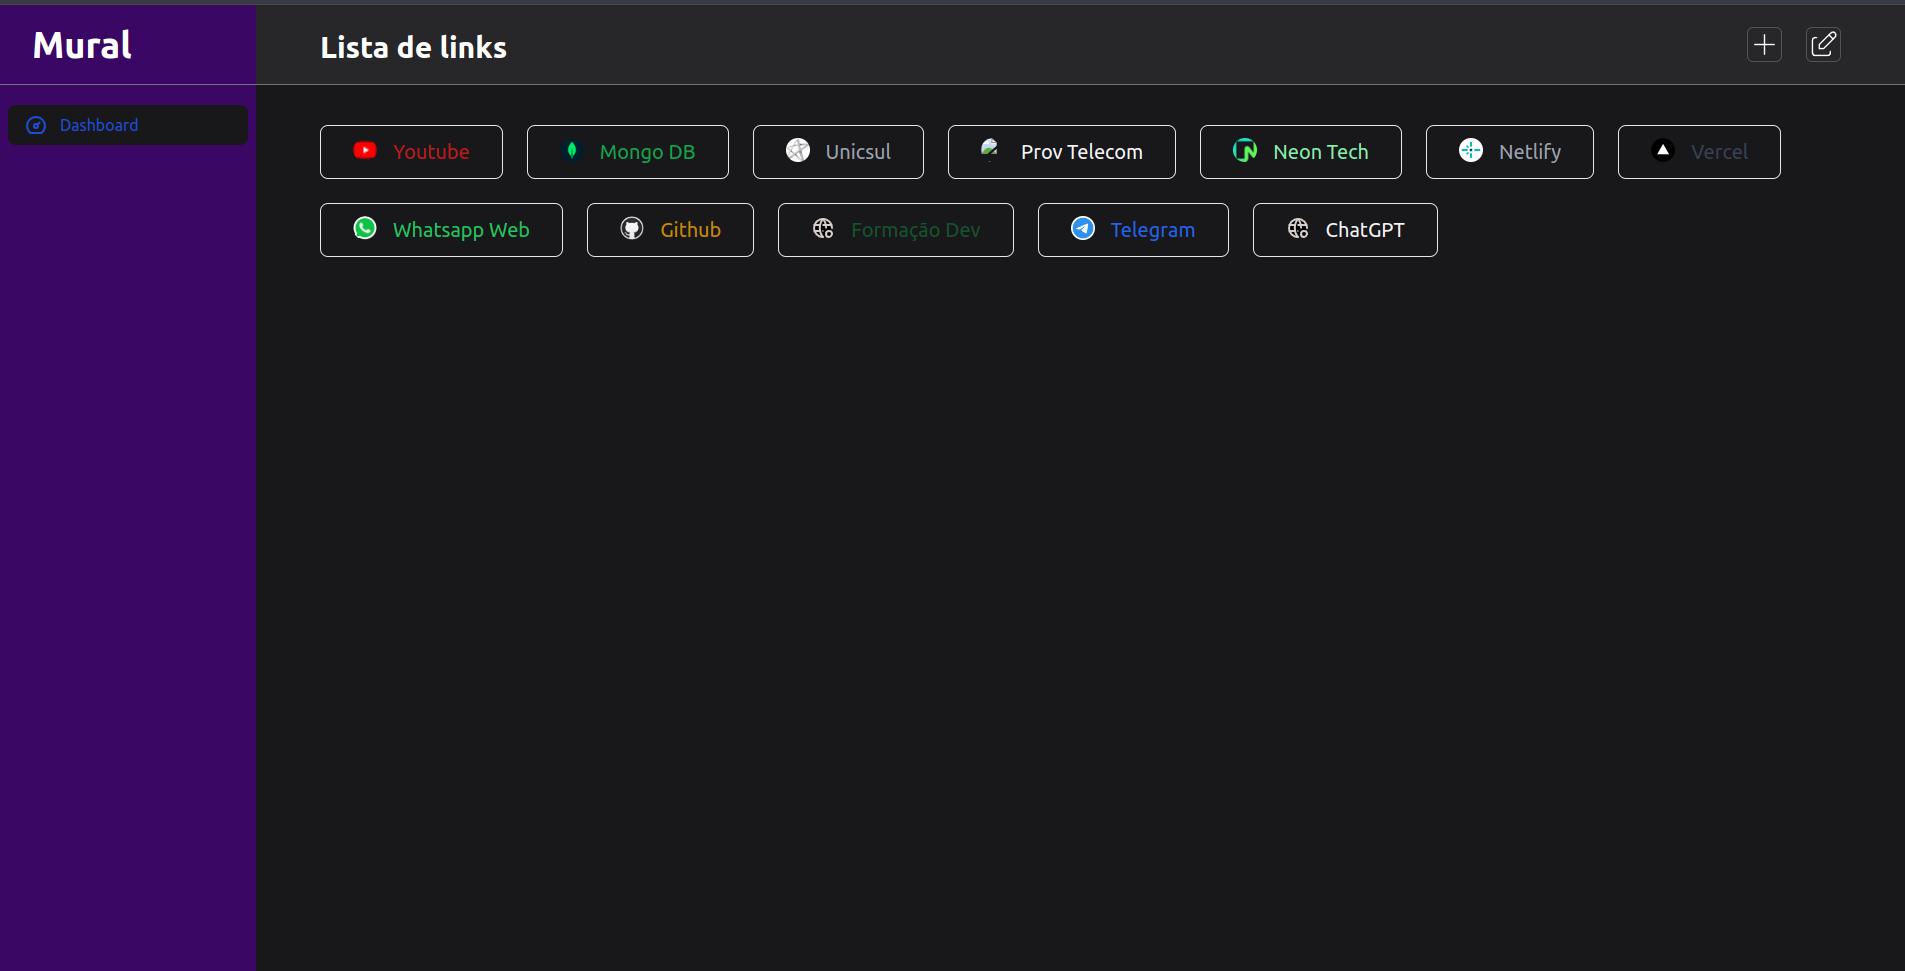 Mural
Lista de links
Dashboard
Youtube
Mongo DB
Unicsul
Prov Telecom
Neon Tech
Netlify
Vercel
Whatsapp Web
Github
Formação Dev
Telegram
ChatGPT